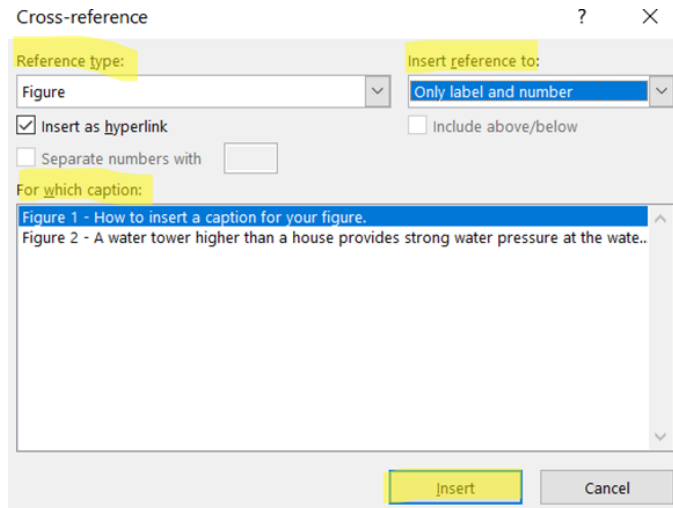 Cross-reference ? ×
Reference type: Insert reference to:
Figure Only label and number
Insert as hyperlink Include above/below
Separate numbers with
For which caption:
Figure 1 - How to insert a caption for your figure.
Figure 2 - A water tower higher than a house provides strong water pressure at the wate..
Insert Cancel